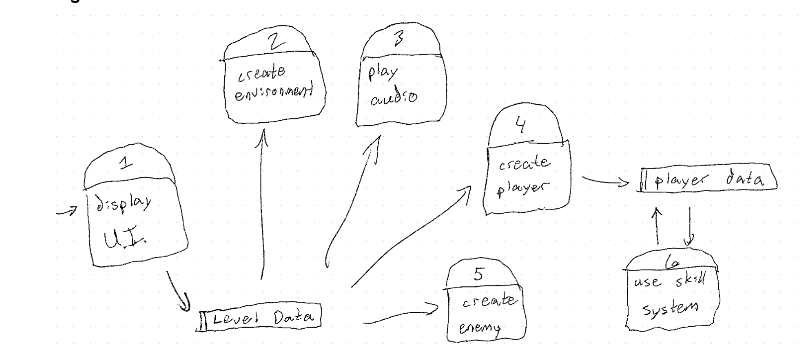 1
display
U.I.
2
create
environment
3
play
audio
4
create
player
player data
Level Data
5
create
enemy
6
use skill
system